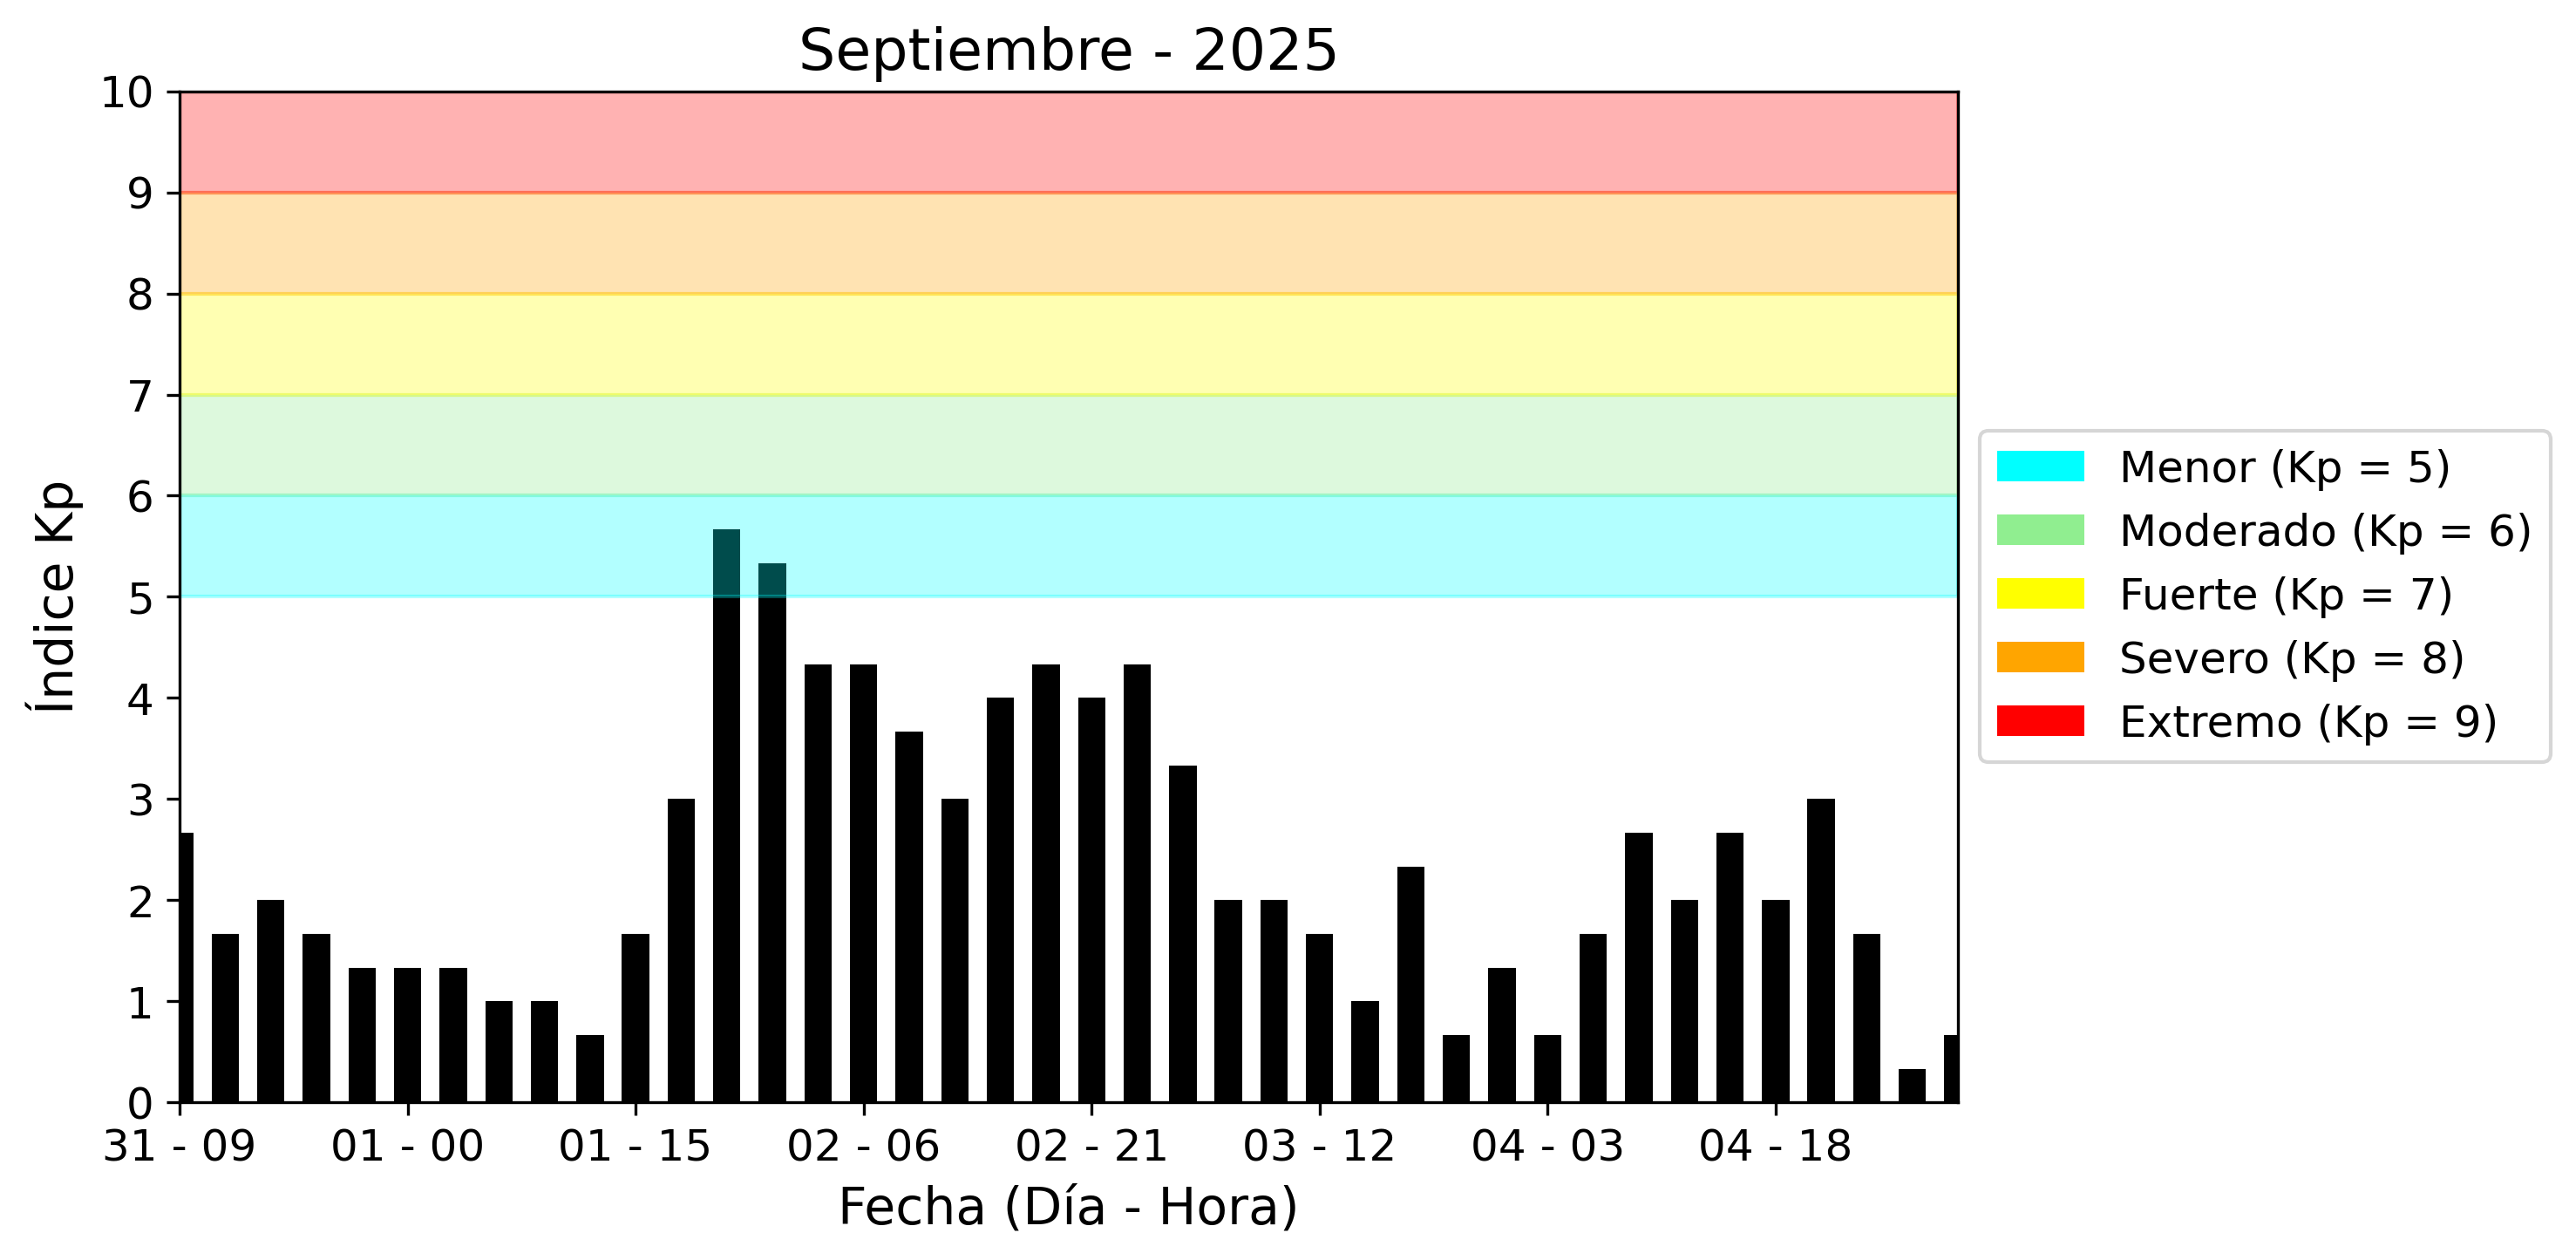 Septiembre - 2025
10
9
8
7
6
5
4
3
2
1
0
Índice Kp
31 - 09 01 - 00 01 - 15 02 - 06 02 - 21 03 - 12 04 - 03 04 - 18
Fecha (Día - Hora)
Menor (Kp = 5)
Moderado (Kp = 6)
Fuerte (Kp = 7)
Severo (Kp = 8)
Extremo (Kp = 9)